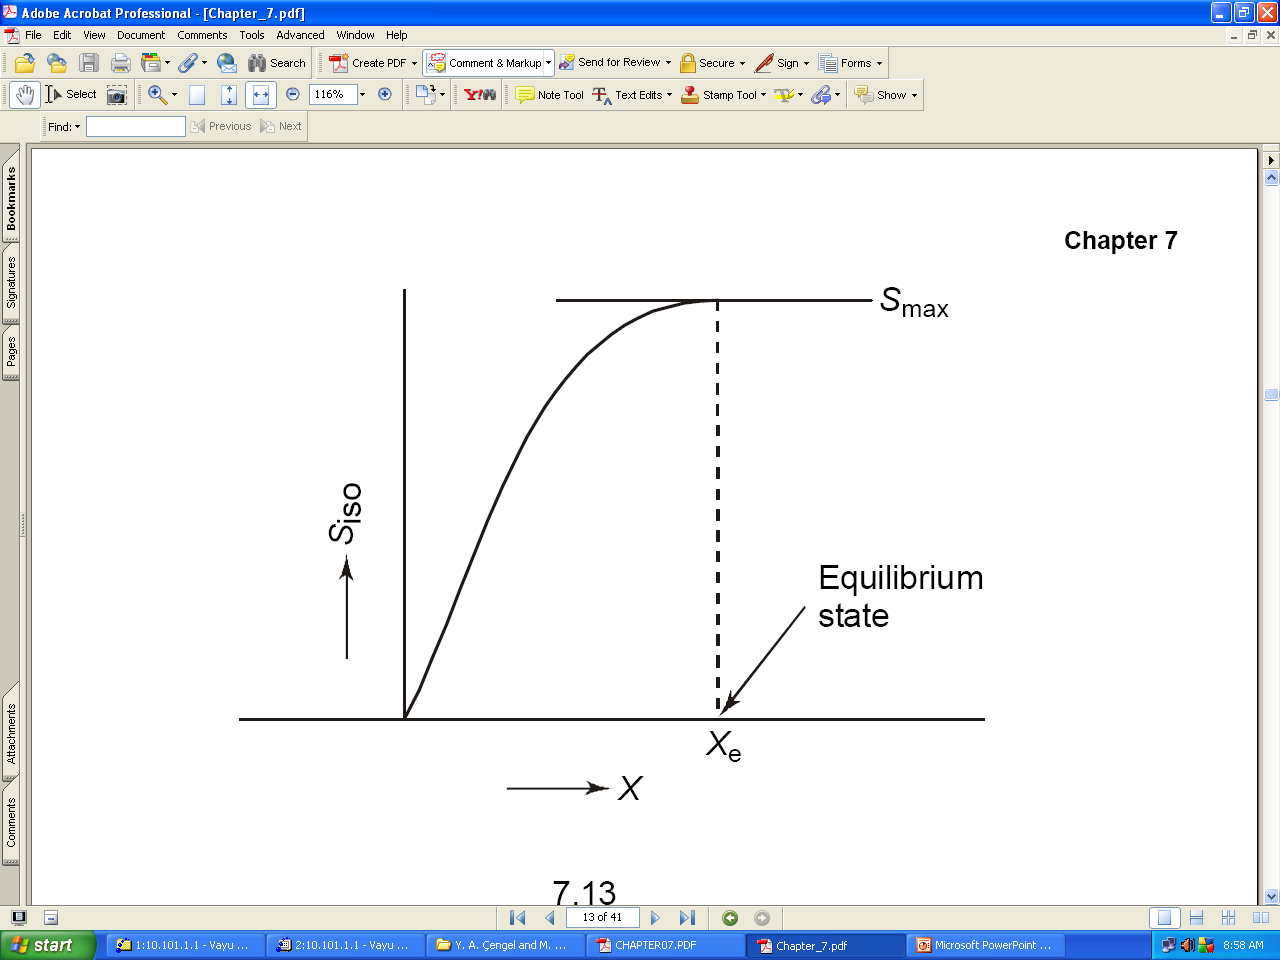 Adobe Acrobat Professional - [Chapter_7.pdf]
File Edit View Document Comments Tools Advanced Window Help
Search Create PDF Comment & Markup Send for Review Secure Sign Forms
Select 116% Y! Note Tool Text Edits Stamp Tool Show
Find: Previous Next
Bookmarks
Signatures
Pages
Attachments
Comments
Chapter 7
Smax
Siso
Equilibrium
state
Xe
X
7.13
13 of 41
start 1:10.101.1.1 - Vayu ... 2:10.101.1.1 - Vayu ... Y. A. Çengel and M. ... CHAPTER07.PDF Chapter_7.pdf Microsoft PowerPoint ... 8:58 AM